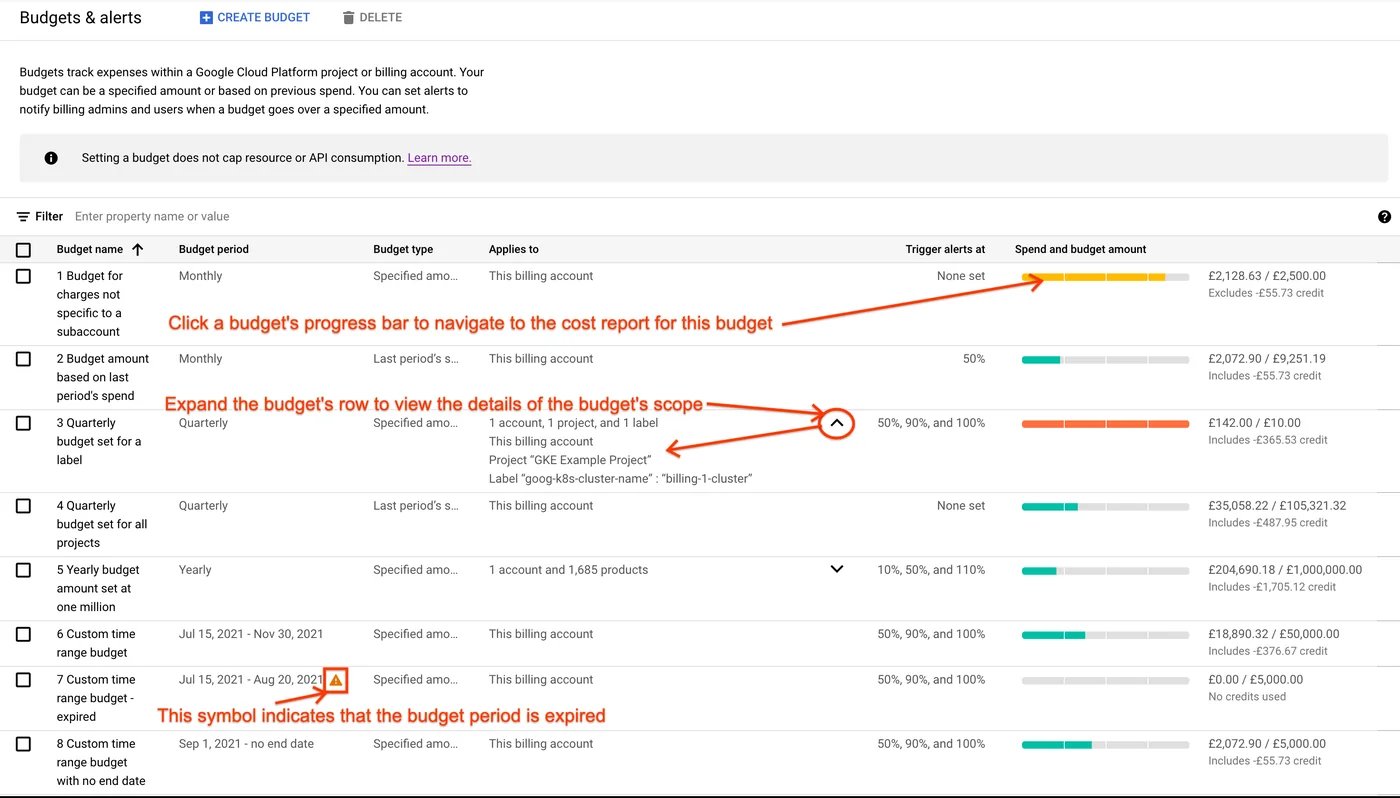 Budgets & alerts CREATE BUDGET DELETE
Budgets track expenses within a Google Cloud Platform project or billing account. Your
budget can be a specified amount or based on previous spend. You can set alerts to
notify billing admins and users when a budget goes over a specified amount.
Setting a budget does not cap resource or API consumption. Learn more.
Filter Enter property name or value
Budget name Budget period Budget type Applies to Trigger alerts at Spend and budget amount
1 Budget for Monthly Specified amo... This billing account None set £2,128.63 / £2,500.00
charges not Excludes -£55.73 credit
specific to a
subaccount
Click a budget's progress bar to navigate to the cost report for this budget
2 Budget amount Monthly Last period's s... This billing account 50% £2,072.90 / £9,251.19
based on last Includes -£55.73 credit
period's spend
Expand the budget's row to view the details of the budget's scope
3 Quarterly Quarterly Specified amo... 1 account, 1 project, and 1 label 50%, 90%, and 100% £142.00 / £10.00
budget set for a This billing account Includes -£365.53 credit
label Project “GKE Example Project”
Label “goog-k8s-cluster-name” : “billing-1-cluster”
4 Quarterly Quarterly Last period's s... This billing account None set £35,058.22 / £105,321.32
budget set for all Includes -£487.95 credit
projects
5 Yearly budget Yearly Specified amo... 1 account and 1,685 products 10%, 50%, and 110% £204,690.18 / £1,000,000.00
amount set at Includes -£1,705.12 credit
one million
6 Custom time Jul 15, 2021 - Nov 30, 2021 Specified amo... This billing account 50%, 90%, and 100% £18,890.32 / £50,000.00
range budget Includes -£376.67 credit
7 Custom time Jul 15, 2021 - Aug 20, 2021 Specified amo... This billing account 50%, 90%, and 100% £0.00 / £5,000.00
range budget - No credits used
expired
This symbol indicates that the budget period is expired
8 Custom time Sep 1, 2021 - no end date Specified amo... This billing account 50%, 90%, and 100% £2,072.90 / £5,000.00
range budget Includes -£55.73 credit
with no end date